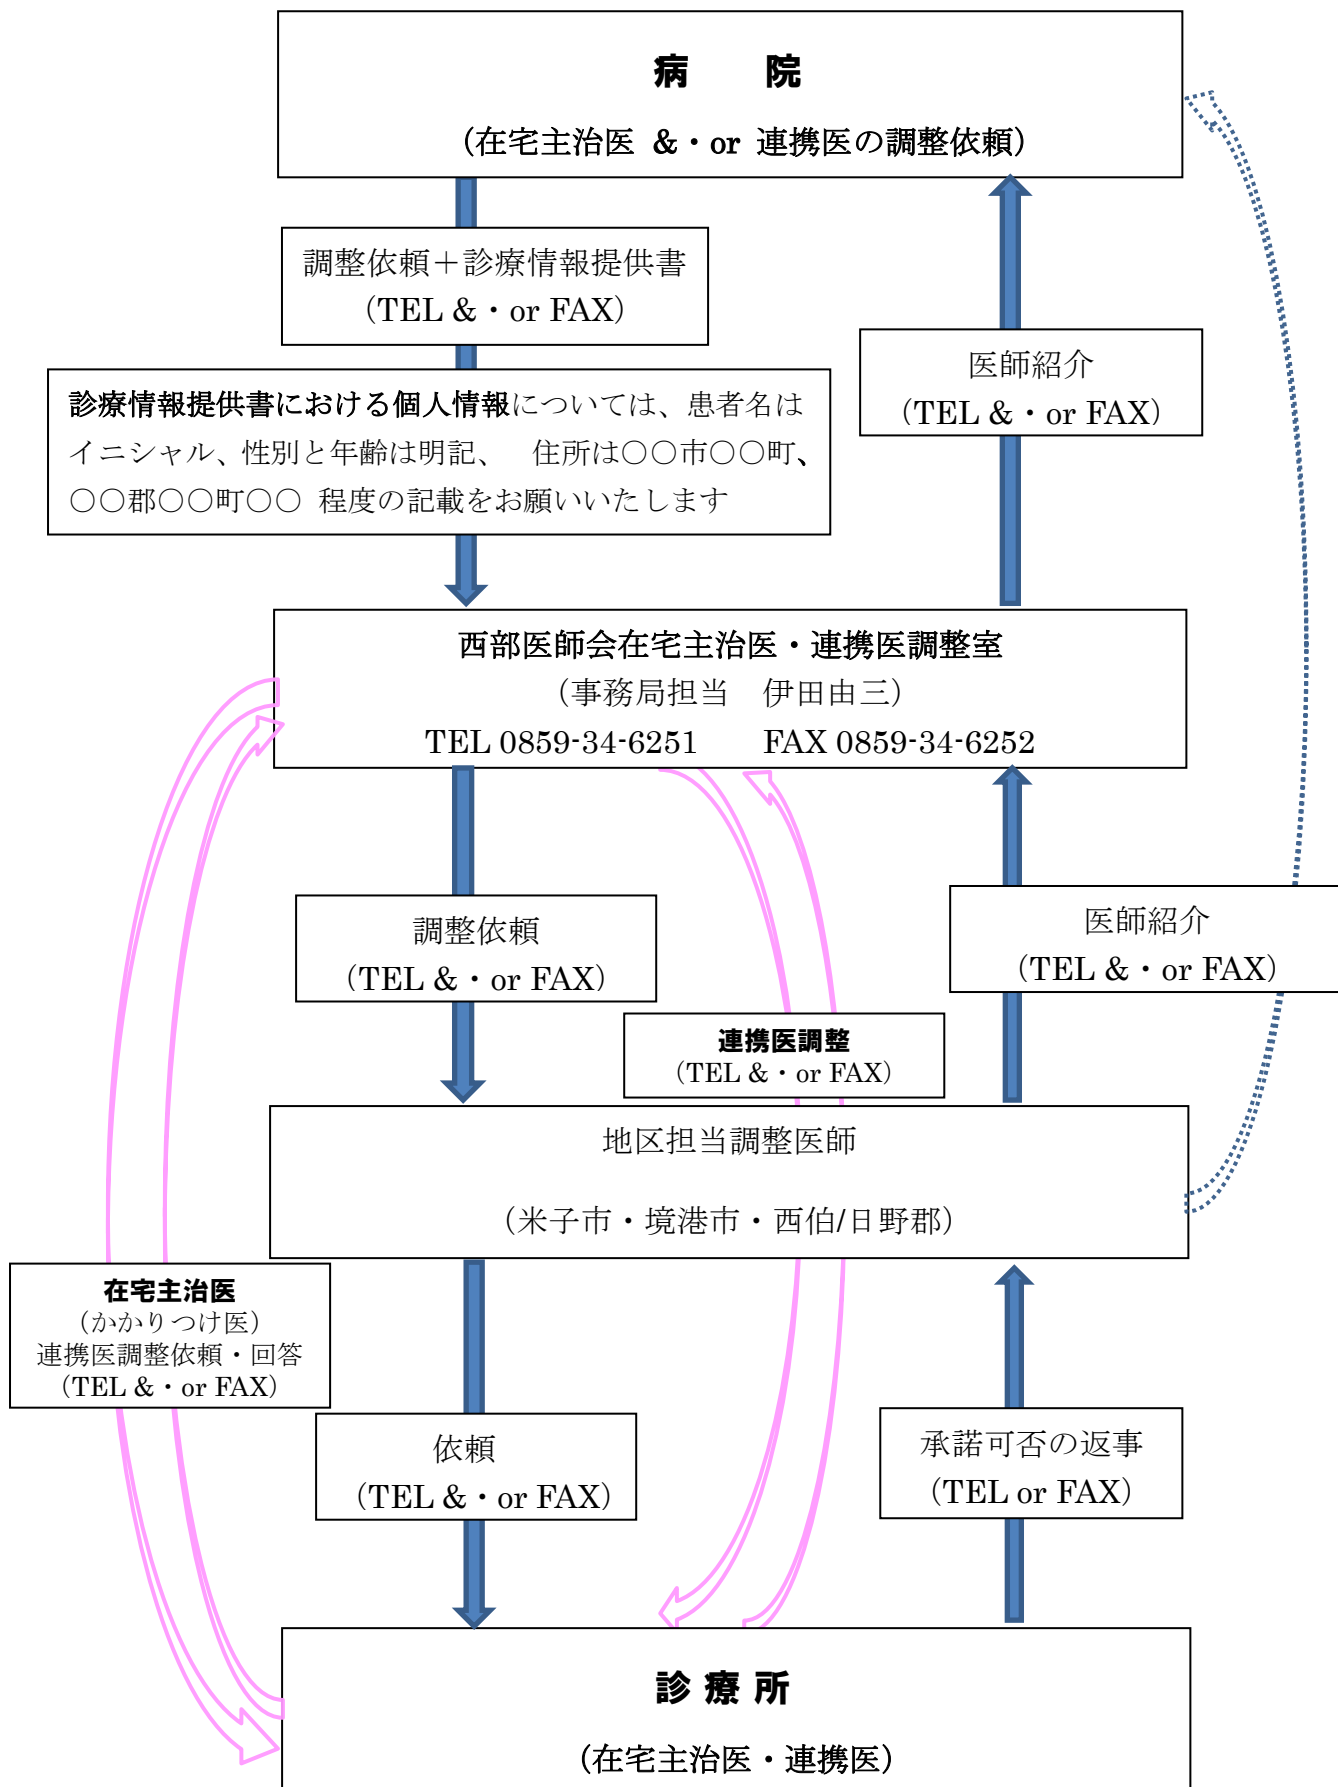 病　　院
（在宅主治医 &・or 連携医の調整依頼）
調整依頼＋診療情報提供書
（TEL &・or FAX）
医師紹介
（TEL &・or FAX）
診療情報提供書における個人情報については、患者名は
イニシャル、性別と年齢は明記、　住所は○○市○○町、
○○郡○○町○○ 程度の記載をお願いいたします
西部医師会在宅主治医・連携医調整室
（事務局担当　伊田由三）
TEL 0859-34-6251　　FAX 0859-34-6252
調整依頼
（TEL &・or FAX）
医師紹介
（TEL &・or FAX）
連携医調整
（TEL &・or FAX）
地区担当調整医師
（米子市・境港市・西伯/日野郡）
在宅主治医
（かかりつけ医）
連携医調整依頼・回答
（TEL &・or FAX）
依頼
（TEL &・or FAX）
承諾可否の返事
（TEL or FAX）
診 療 所
（在宅主治医・連携医）